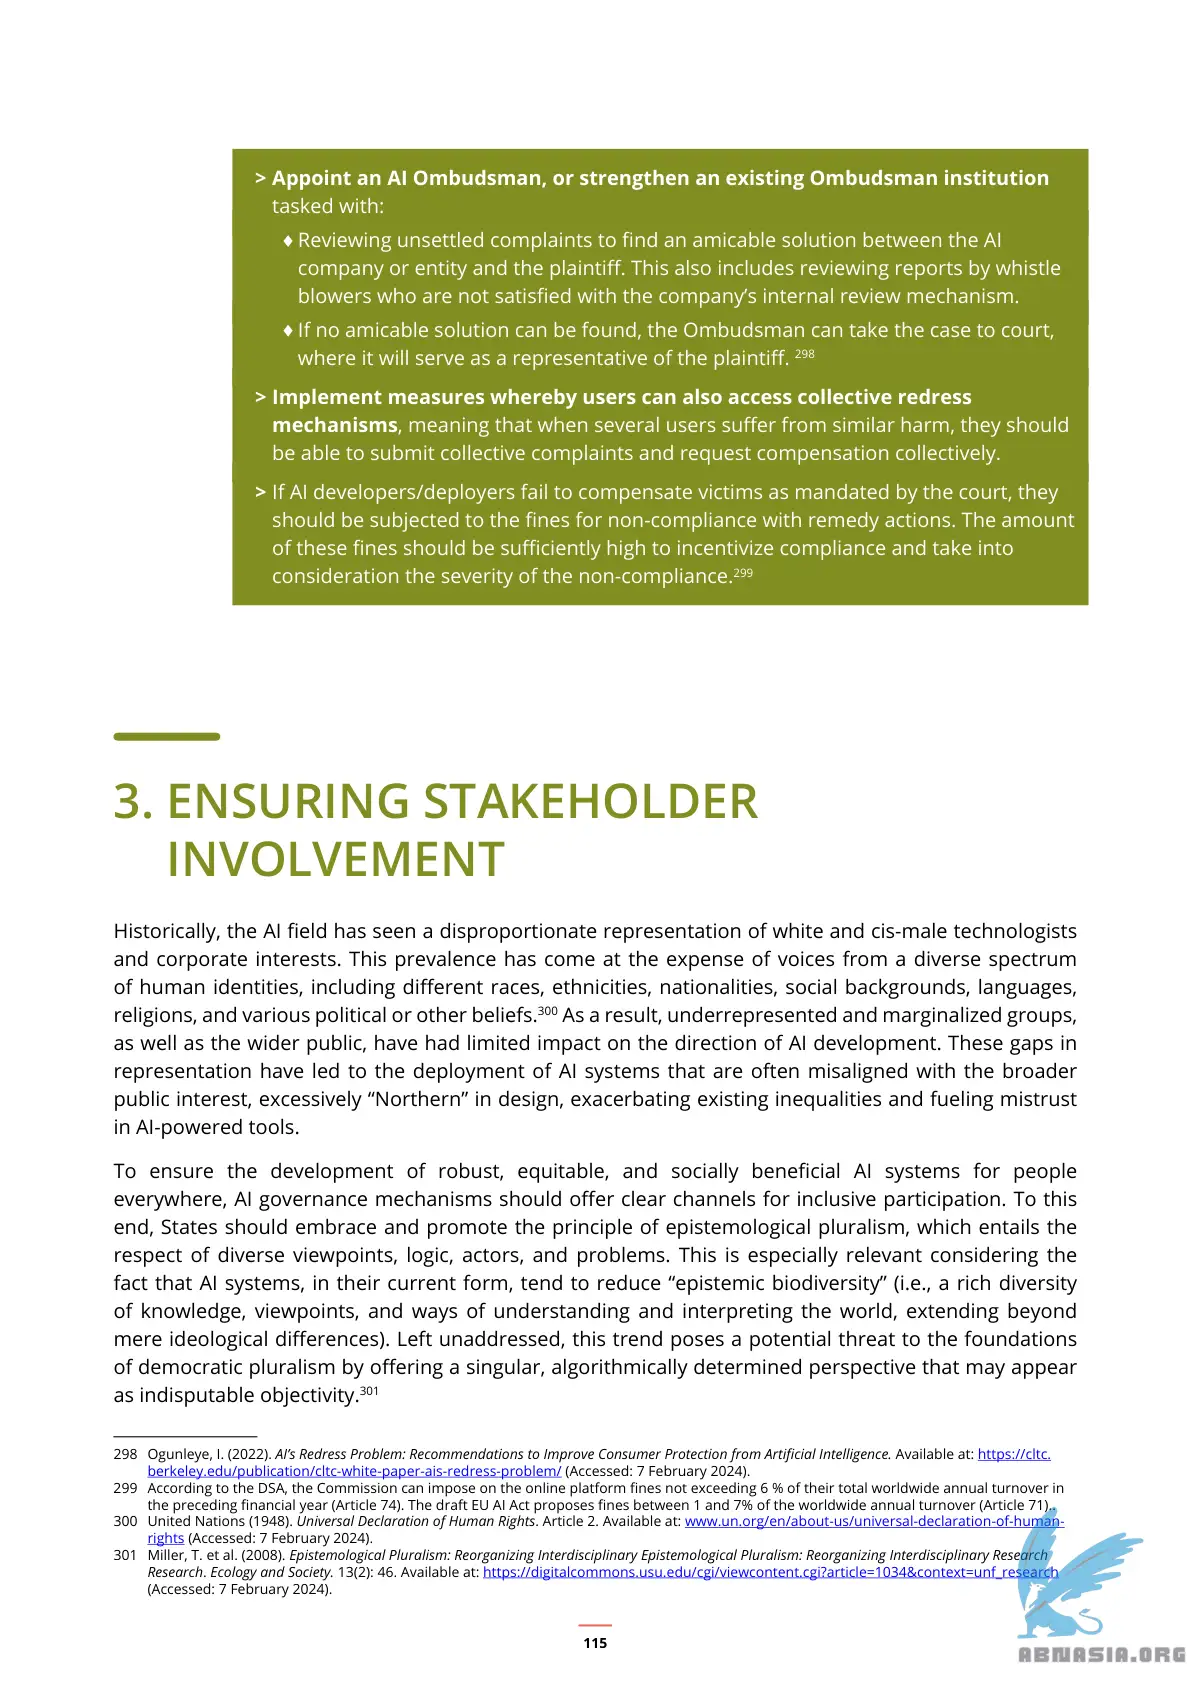 > Appoint an AI Ombudsman, or strengthen an existing Ombudsman institution
tasked with:
♦ Reviewing unsettled complaints to find an amicable solution between the AI
company or entity and the plaintiff. This also includes reviewing reports by whistle
blowers who are not satisfied with the company's internal review mechanism.
♦ If no amicable solution can be found, the Ombudsman can take the case to court,
where it will serve as a representative of the plaintiff. 298
> Implement measures whereby users can also access collective redress
mechanisms, meaning that when several users suffer from similar harm, they should
be able to submit collective complaints and request compensation collectively.
> If AI developers/deployers fail to compensate victims as mandated by the court, they
should be subjected to the fines for non-compliance with remedy actions. The amount
of these fines should be sufficiently high to incentivize compliance and take into
consideration the severity of the non-compliance.299
3. ENSURING STAKEHOLDER
INVOLVEMENT
Historically, the AI field has seen a disproportionate representation of white and cis-male technologists
and corporate interests. This prevalence has come at the expense of voices from a diverse spectrum
of human identities, including different races, ethnicities, nationalities, social backgrounds, languages,
religions, and various political or other beliefs.300 As a result, underrepresented and marginalized groups,
as well as the wider public, have had limited impact on the direction of AI development. These gaps in
representation have led to the deployment of AI systems that are often misaligned with the broader
public interest, excessively “Northern” in design, exacerbating existing inequalities and fueling mistrust
in AI-powered tools.
To ensure the development of robust, equitable, and socially beneficial AI systems for people
everywhere, AI governance mechanisms should offer clear channels for inclusive participation. To this
end, States should embrace and promote the principle of epistemological pluralism, which entails the
respect of diverse viewpoints, logic, actors, and problems. This is especially relevant considering the
fact that AI systems, in their current form, tend to reduce “epistemic biodiversity” (i.e., a rich diversity
of knowledge, viewpoints, and ways of understanding and interpreting the world, extending beyond
mere ideological differences). Left unaddressed, this trend poses a potential threat to the foundations
of democratic pluralism by offering a singular, algorithmically determined perspective that may appear
as indisputable objectivity.301
298 Ogunleye, I. (2022). AI's Redress Problem: Recommendations to Improve Consumer Protection from Artificial Intelligence. Available at: https://cltc.
berkeley.edu/publication/cltc-white-paper-ais-redress-problem/ (Accessed: 7 February 2024).
299 According to the DSA, the Commission can impose on the online platform fines not exceeding 6 % of their total worldwide annual turnover in
the preceding financial year (Article 74). The draft EU AI Act proposes fines between 1 and 7% of the worldwide annual turnover (Article 71)..
300 United Nations (1948). Universal Declaration of Human Rights. Article 2. Available at: www.un.org/en/about-us/universal-declaration-of-human-
rights (Accessed: 7 February 2024).
301 Miller, T. et al. (2008). Epistemological Pluralism: Reorganizing Interdisciplinary Epistemological Pluralism: Reorganizing Interdisciplinary Research
Research. Ecology and Society. 13(2): 46. Available at: https://digitalcommons.usu.edu/cgi/viewcontent.cgi?article=1034&context=unf_research
(Accessed: 7 February 2024).
115
ABNASIA.ORG